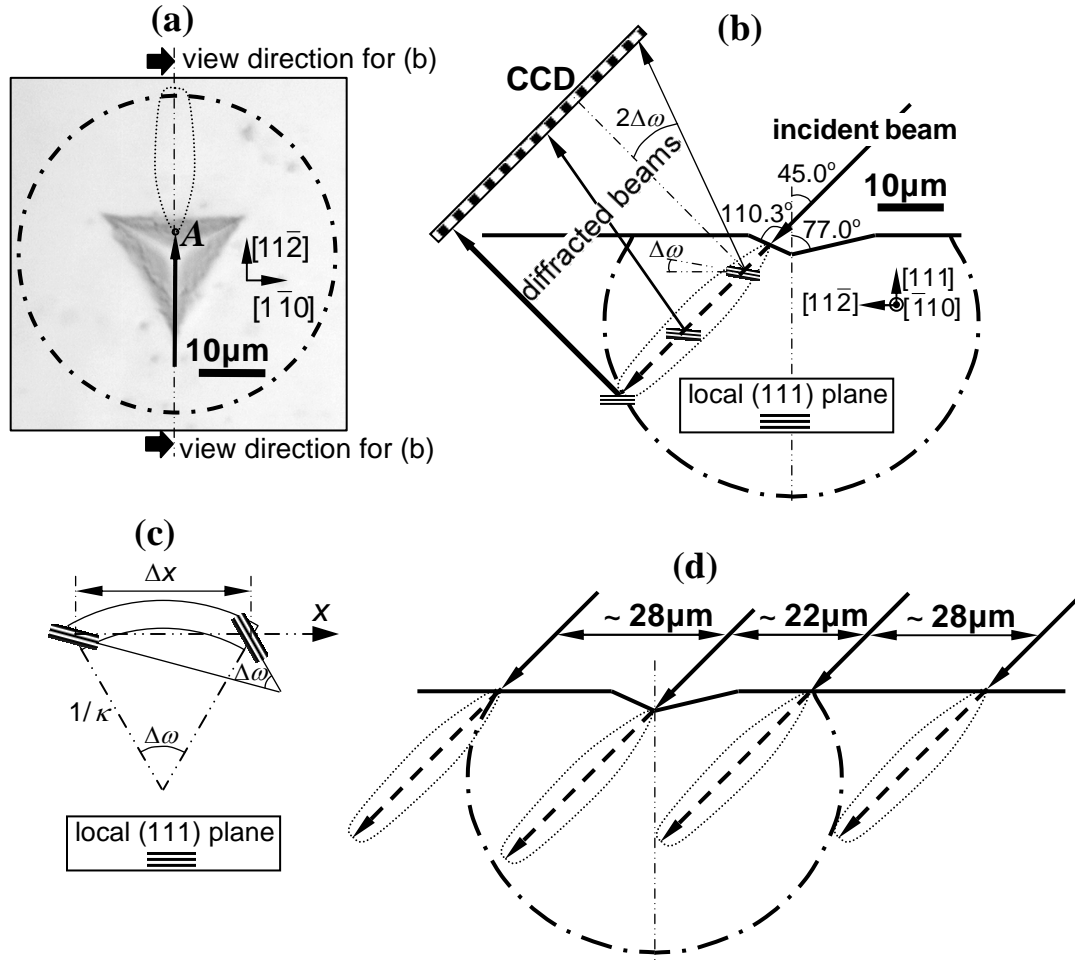 (a)
view direction for (b)
A
[112̅]
[11̅0]
10μm
view direction for (b)
(b)
CCD
2Δω
incident beam
45.0°
10μm
110.3°
77.0°
diffracted beams
Δω
[111]
[112̅]
[1̅10]
local (111) plane
(c)
Δx
x
Δω
1/κ
Δω
local (111) plane
(d)
~ 28μm
~ 22μm
~ 28μm